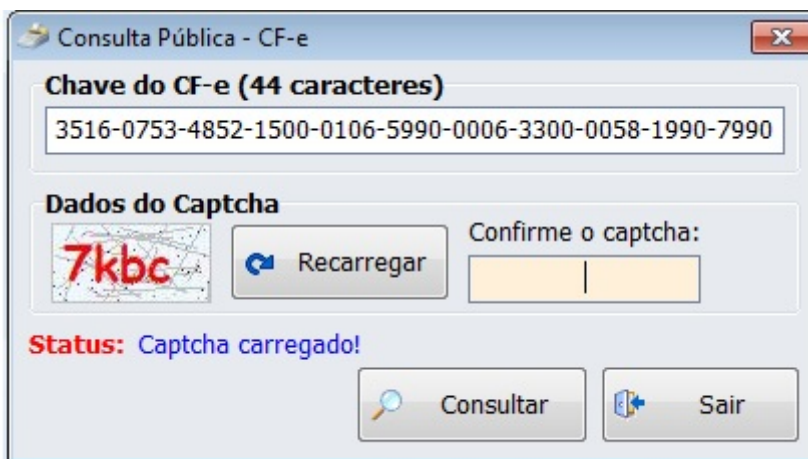 Consulta Pública - CF-e
Chave do CF-e (44 caracteres)
3516-0753-4852-1500-0106-5990-0006-3300-0058-1990-7990
Dados do Captcha
7kbc
Recarregar
Confirme o captcha:
Status: Captcha carregado!
Consultar
Sair